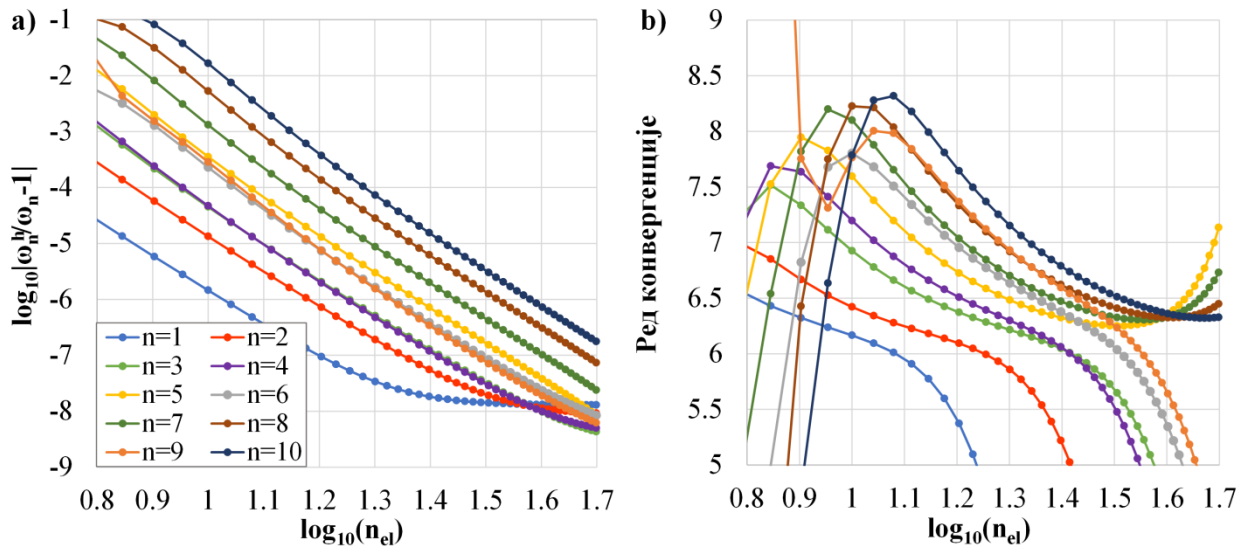 a)
log₁₀|ωₙʰ/ωₙ-1|
-1
-2
-3
-4
-5
-6
-7
-8
-9
n=1 n=2
n=3 n=4
n=5 n=6
n=7 n=8
n=9 n=10
0.8 0.9 1 1.1 1.2 1.3 1.4 1.5 1.6 1.7
log₁₀(nₑₗ)
b)
Ред конвергенције
9
8.5
8
7.5
7
6.5
6
5.5
5
0.8 0.9 1 1.1 1.2 1.3 1.4 1.5 1.6 1.7
log₁₀(nₑₗ)